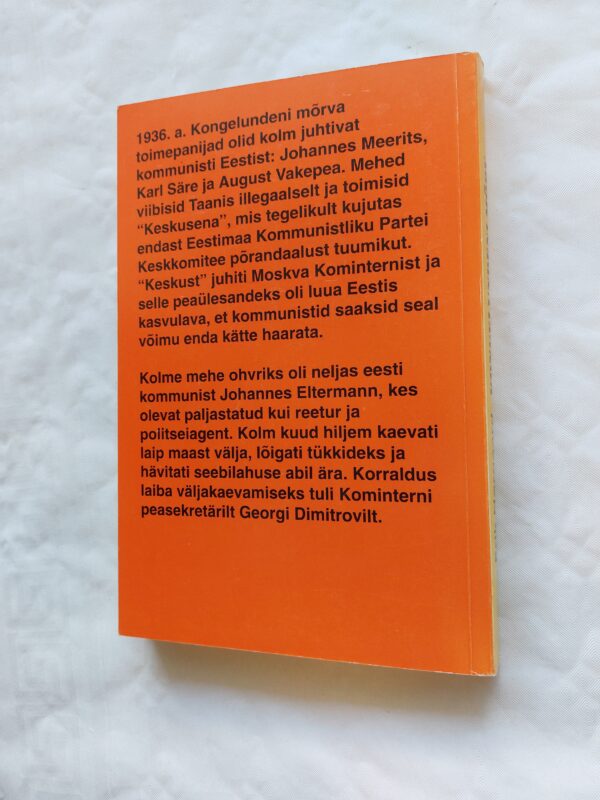 1936. a. Kongelundeni mõrva
toimepanijad olid kolm juhtivat
kommunisti Eestist: Johannes Meerits,
Karl Säre ja August Vakepea. Mehed
viibisid Taanis illegaalselt ja toimisid
“Keskusena”, mis tegelikult kujutas
endast Eestimaa Kommunistliku Partei
Keskkomitee põrandaalust tuumikut.
“Keskust” juhiti Moskva Kominternist ja
selle peaülesandeks oli luua Eestis
kasvulava, et kommunistid saaksid seal
võimu enda kätte haarata.
Kolme mehe ohvriks oli neljas eesti
kommunist Johannes Eltermann, kes
olevat paljastatud kui reetur ja
politseiagent. Kolm kuud hiljem kaevati
laip maast välja, lõigati tükkideks ja
hävitati seebilahuse abil ära. Korraldus
laiba väljakaevamiseks tuli Kominterni
peasekretärilt Georgi Dimitrovilt.